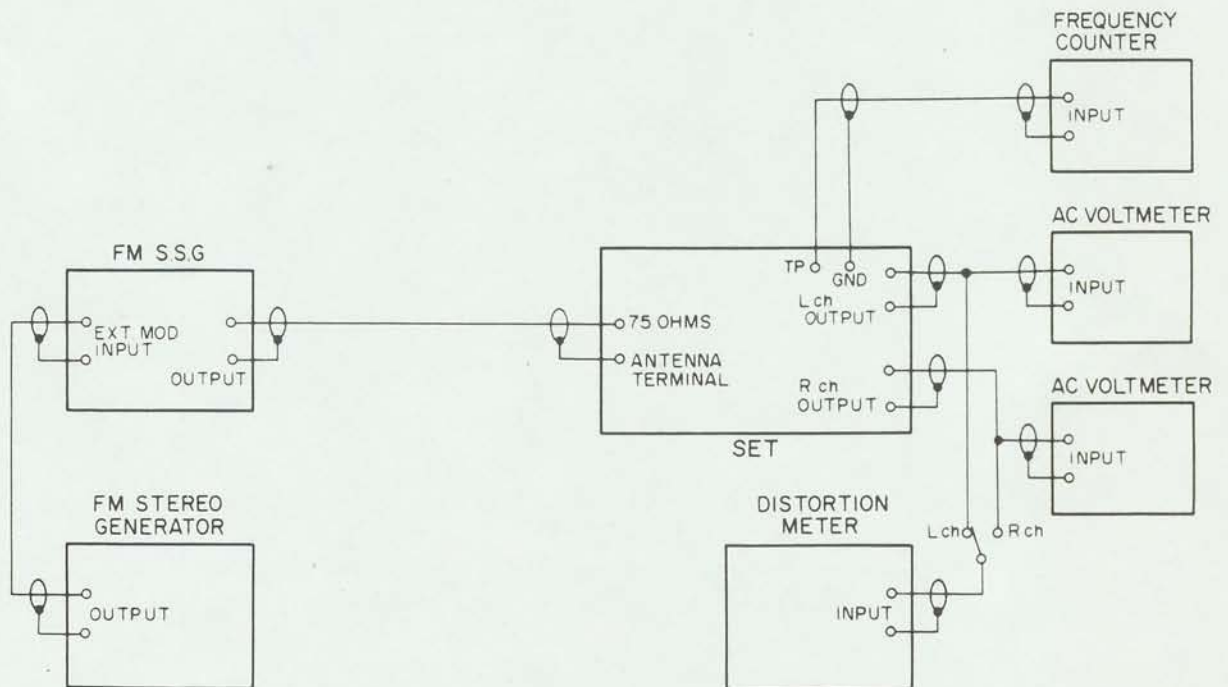 FREQUENCY
COUNTER
INPUT
AC VOLTMETER
INPUT
FM S.S.G
EXT. MOD
INPUT
OUTPUT
75 OHMS
ANTENNA
TERMINAL
TP
GND
L ch
OUTPUT
R ch
OUTPUT
SET
AC VOLTMETER
INPUT
FM STEREO
GENERATOR
OUTPUT
DISTORTION
METER
L ch
R ch
INPUT